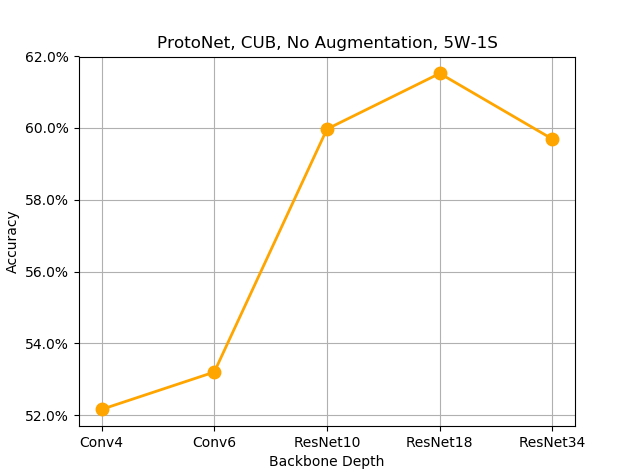 ProtoNet, CUB, No Augmentation, 5W-1S
62.0%
60.0%
58.0%
56.0%
54.0%
52.0%
Accuracy
Conv4 Conv6 ResNet10 ResNet18 ResNet34
Backbone Depth